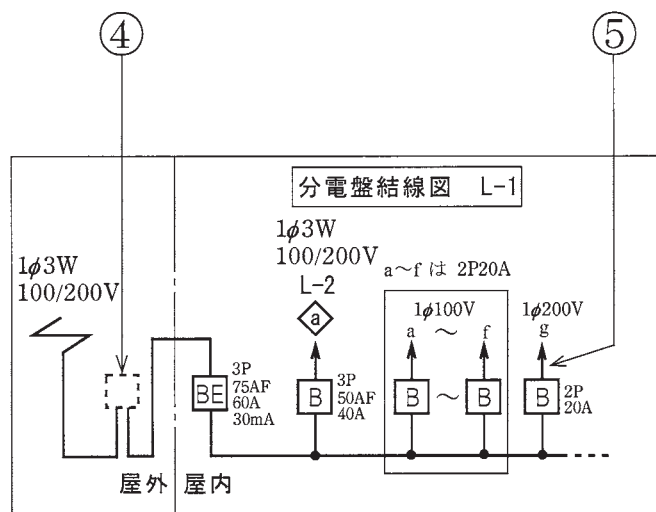 ④
⑤
分電盤結線図 L-1
1φ3W
100/200V
1φ3W
100/200V
L-2
a
a～f は 2P20A
1φ100V
a ～ f
1φ200V
g
BE
3P
75AF
60A
30mA
B
3P
50AF
40A
B ～ B
B
2P
20A
屋外 屋内